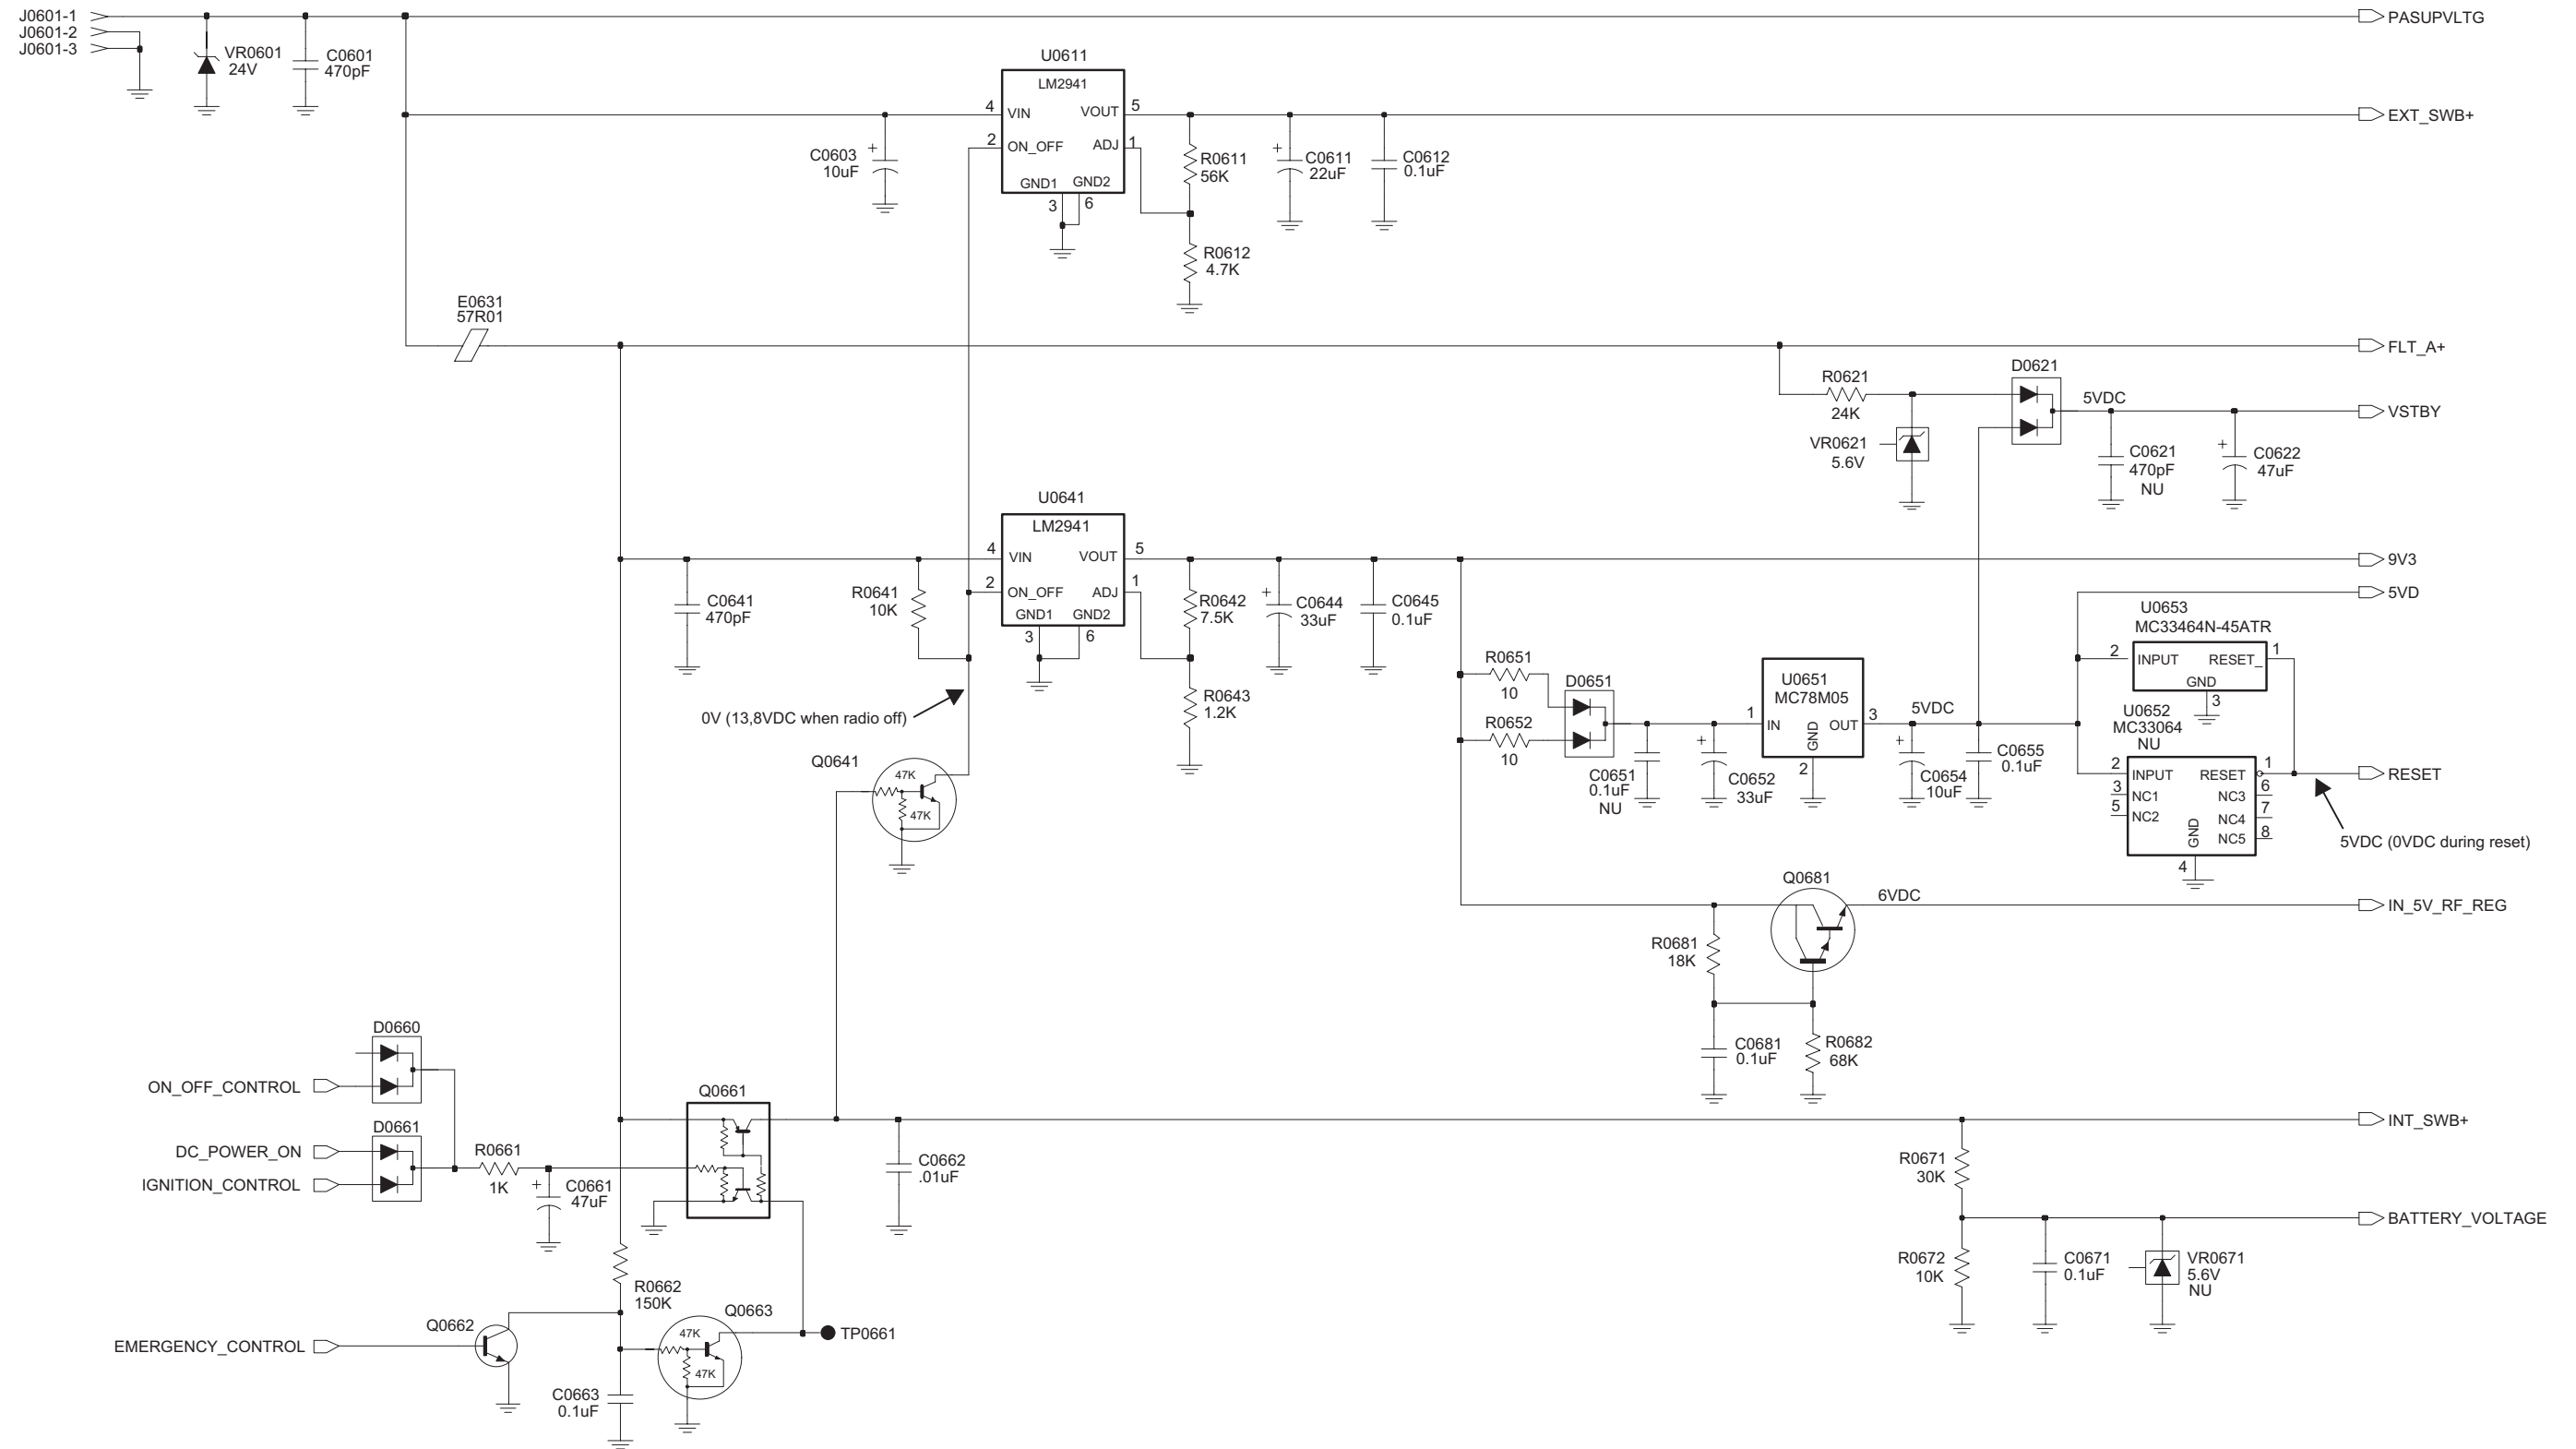 J0601-1
J0601-2
J0601-3
PASUPVLTG
VR0601
24V
C0601
470pF
U0611
LM2941
4
VIN
VOUT
5
2
ON_OFF
ADJ
1
GND1
GND2
3
6
C0603
+
10uF
R0611
56K
+
C0611
22uF
C0612
0.1uF
EXT_SWB+
R0612
4.7K
E0631
57R01
FLT_A+
R0621
24K
D0621
5VDC
VSTBY
VR0621
5.6V
C0621
470pF
NU
+
C0622
47uF
U0641
LM2941
4
VIN
VOUT
5
2
ON_OFF
ADJ
1
GND1
GND2
3
6
9V3
5VD
C0641
470pF
R0641
10K
R0642
7.5K
+
C0644
33uF
C0645
0.1uF
R0643
1.2K
0V (13,8VDC when radio off)
U0653
MC33464N-45ATR
2
INPUT
RESET_
1
GND
3
R0651
10
R0652
10
D0651
U0651
MC78M05
1
IN
OUT
3
GND
2
5VDC
C0651
0.1uF
NU
+
C0652
33uF
+
C0654
10uF
C0655
0.1uF
U0652
MC33064
NU
2
INPUT
RESET
1
3
NC1
NC3
6
5
NC2
NC4
7
GND
NC5
8
4
RESET
5VDC (0VDC during reset)
Q0641
47K
47K
Q0681
6VDC
IN_5V_RF_REG
R0681
18K
C0681
0.1uF
R0682
68K
D0660
ON_OFF_CONTROL
D0661
DC_POWER_ON
IGNITION_CONTROL
R0661
1K
+
C0661
47uF
Q0661
C0662
.01uF
INT_SWB+
R0671
30K
BATTERY_VOLTAGE
R0672
10K
C0671
0.1uF
VR0671
5.6V
NU
R0662
150K
Q0662
EMERGENCY_CONTROL
Q0663
47K
47K
TP0661
C0663
0.1uF